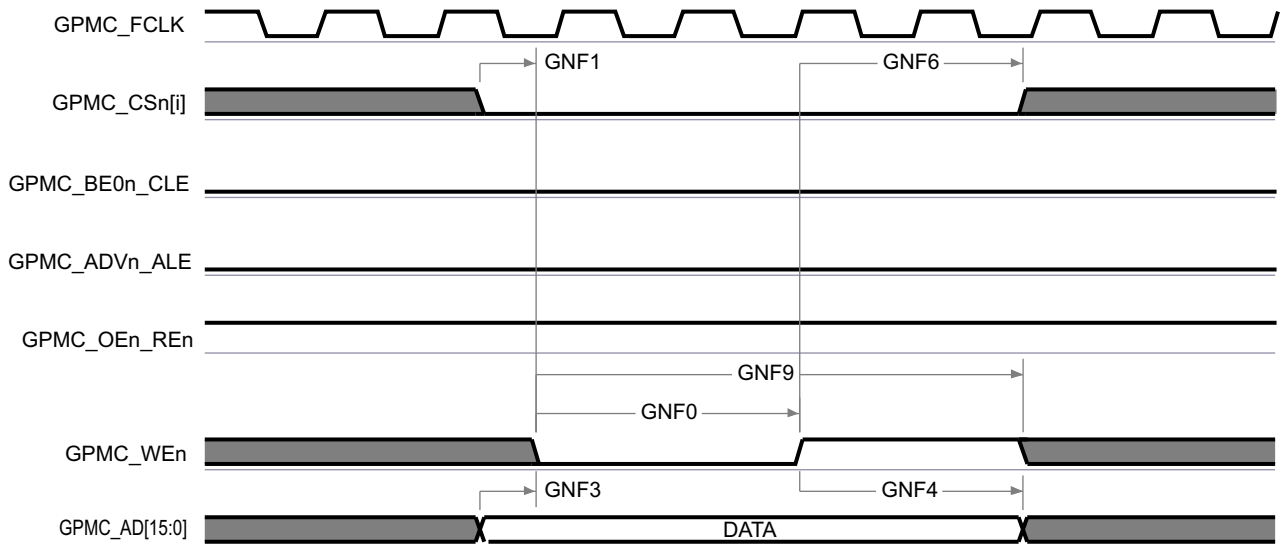 GPMC_FCLK
GNF1
GNF6
GPMC_CSn[i]
GPMC_BE0n_CLE
GPMC_ADVn_ALE
GPMC_OEn_REn
GNF9
GNF0
GPMC_WEn
GNF3
GNF4
GPMC_AD[15:0]
DATA